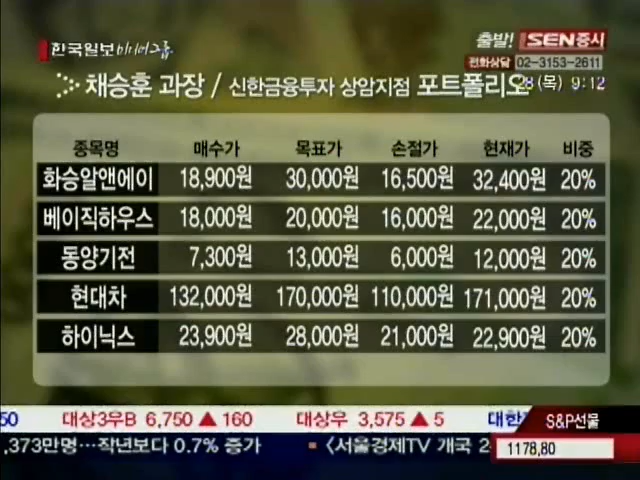 한국일보 미디어그룹
출발! SEN증시
전화상담 02-3153-2611
채승훈 과장 / 신한금융투자 상암지점 포트폴리오
28(목) 9:12
종목명 매수가 목표가 손절가 현재가 비중
화승알앤에이 18,900원 30,000원 16,500원 32,400원 20%
베이직하우스 18,000원 20,000원 16,000원 22,000원 20%
동양기전 7,300원 13,000원 6,000원 12,000원 20%
현대차 132,000원 170,000원 110,000원 171,000원 20%
하이닉스 23,900원 28,000원 21,000원 22,900원 20%
50 대상3우B 6,750 ▲ 160 대상우 3,575 ▲ 5 대한
S&P선물
,373만명...작년보다 0.7% 증가 ▪〈서울경제TV 개국 2
1178,80